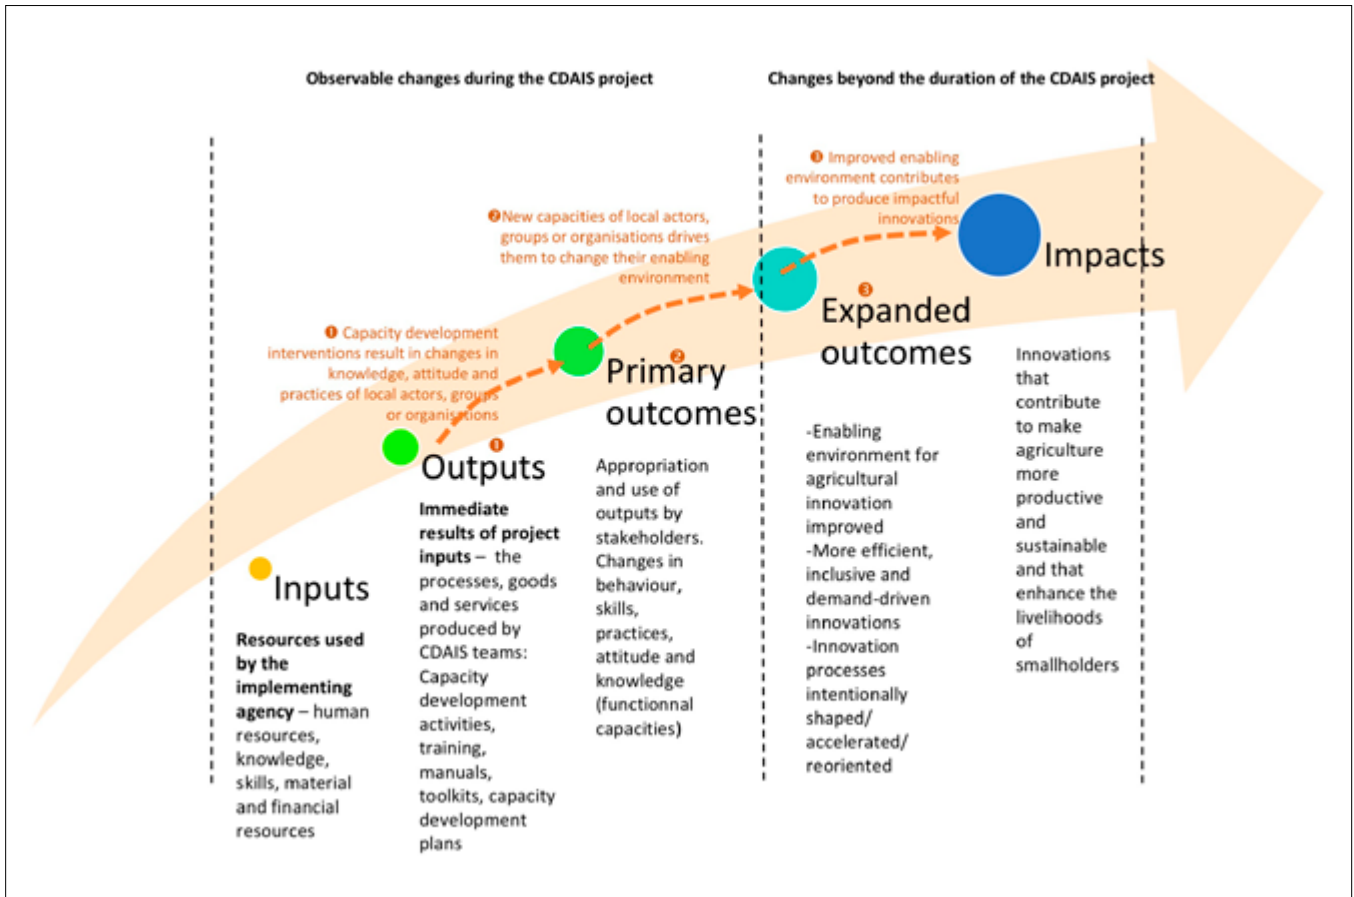 Observable changes during the CDAIS project
Changes beyond the duration of the CDAIS project
❸ Improved enabling
environment contributes
to produce impactful
innovations
❷New capacities of local actors,
groups or organisations drives
them to change their enabling
environment
❶ Capacity development
interventions result in changes in
knowledge, attitude and
practices of local actors, groups
or organisations
Inputs
Resources used
by the
implementing
agency – human
resources,
knowledge,
skills, material
and financial
resources
❶
Outputs
Immediate
results of project
inputs – the
processes, goods
and services
produced by
CDAIS teams:
Capacity
development
activities,
training,
manuals,
toolkits, capacity
development
plans
❷
Primary
outcomes
Appropriation
and use of
outputs by
stakeholders.
Changes in
behaviour,
skills,
practices,
attitude and
knowledge
(functionnal
capacities)
❸
Expanded
outcomes
-Enabling
environment for
agricultural
innovation
improved
-More efficient,
inclusive and
demand-driven
innovations
-Innovation
processes
intentionally
shaped/
accelerated/
reoriented
Impacts
Innovations
that
contribute
to make
agriculture
more
productive
and
sustainable
and that
enhance the
livelihoods
of
smallholders